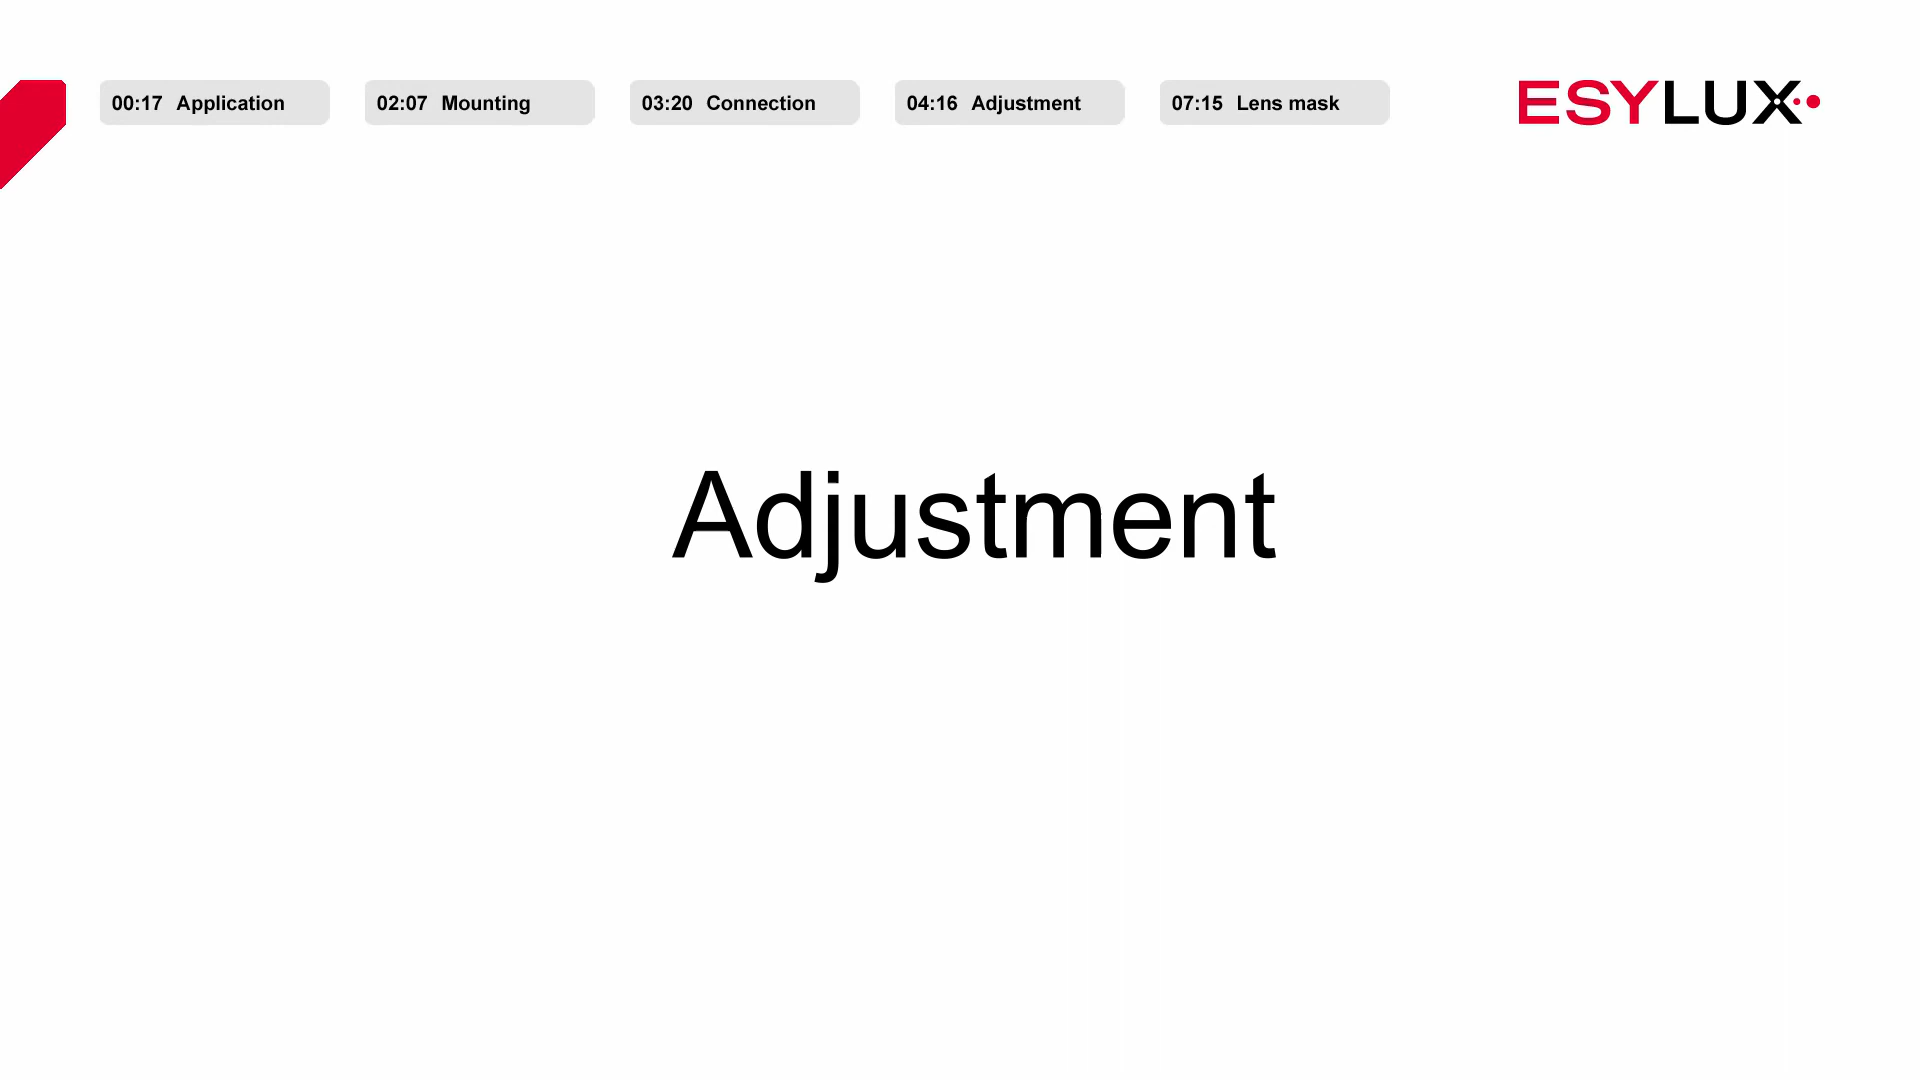 00:17 Application
02:07 Mounting
03:20 Connection
04:16 Adjustment
07:15 Lens mask
ESYLUX
Adjustment